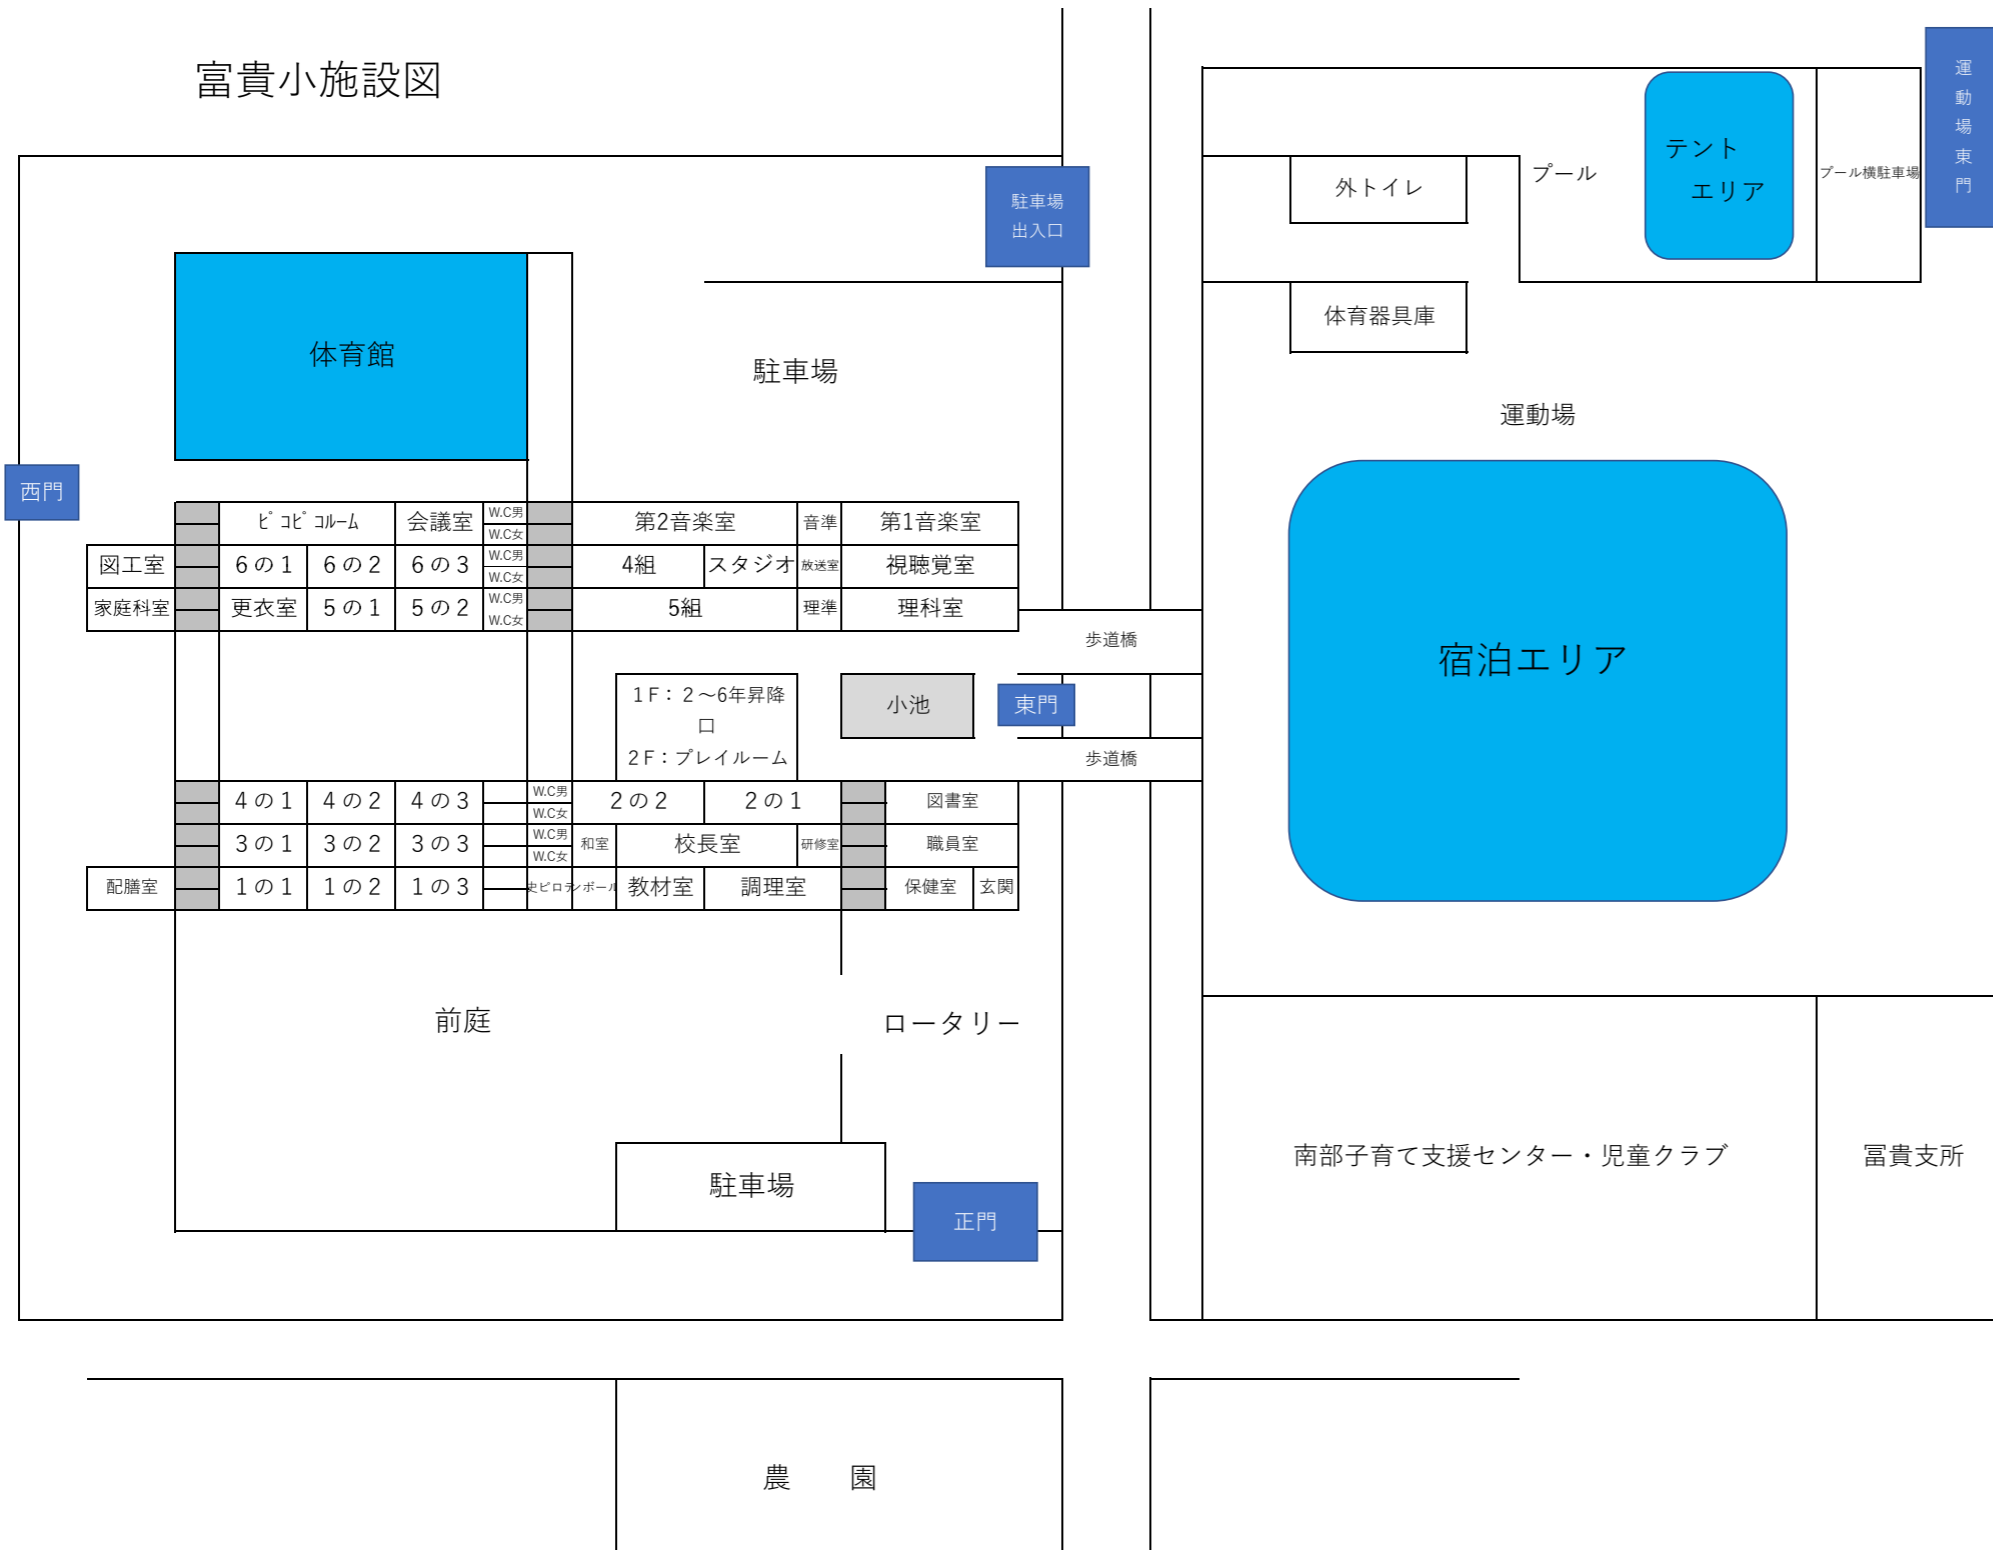 富貴小施設図
運動場東門
テント
エリア
プール
プール横駐車場
外トイレ
駐車場
出入口
体育器具庫
体育館
駐車場
運動場
西門
ﾋﾟｺﾋﾟｺﾙｰﾑ 会議室 W.C男 W.C女 第2音楽室 音準 第1音楽室
図工室 6の1 6の2 6の3 W.C男 W.C女 4組 スタジオ 放送室 視聴覚室
家庭科室 更衣室 5の1 5の2 W.C男 W.C女 5組 理準 理科室
歩道橋
宿泊エリア
1F：2～6年昇降
口
2F：プレイルーム
小池
東門
歩道橋
4の1 4の2 4の3 W.C男 W.C女 2の2 2の1 図書室
3の1 3の2 3の3 W.C男 W.C女 和室 校長室 研修室 職員室
配膳室 1の1 1の2 1の3 教材室 調理室 保健室 玄関
前庭
ロータリー
駐車場
正門
南部子育て支援センター・児童クラブ
冨貴支所
農　園